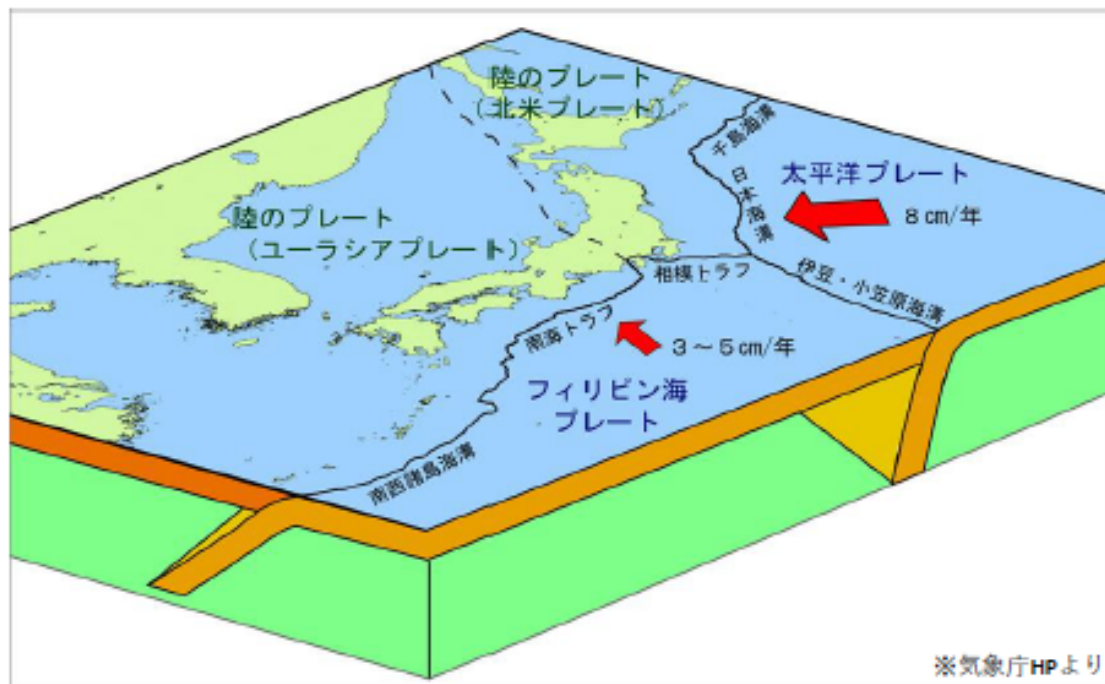 陸のプレート
（北米プレート）
千島海溝
日本海溝
太平洋プレート
8cm/年
陸のプレート
（ユーラシアプレート）
相模トラフ
伊豆・小笠原海溝
南海トラフ
3～5cm/年
フィリピン海
プレート
南西諸島海溝
※気象庁HPより